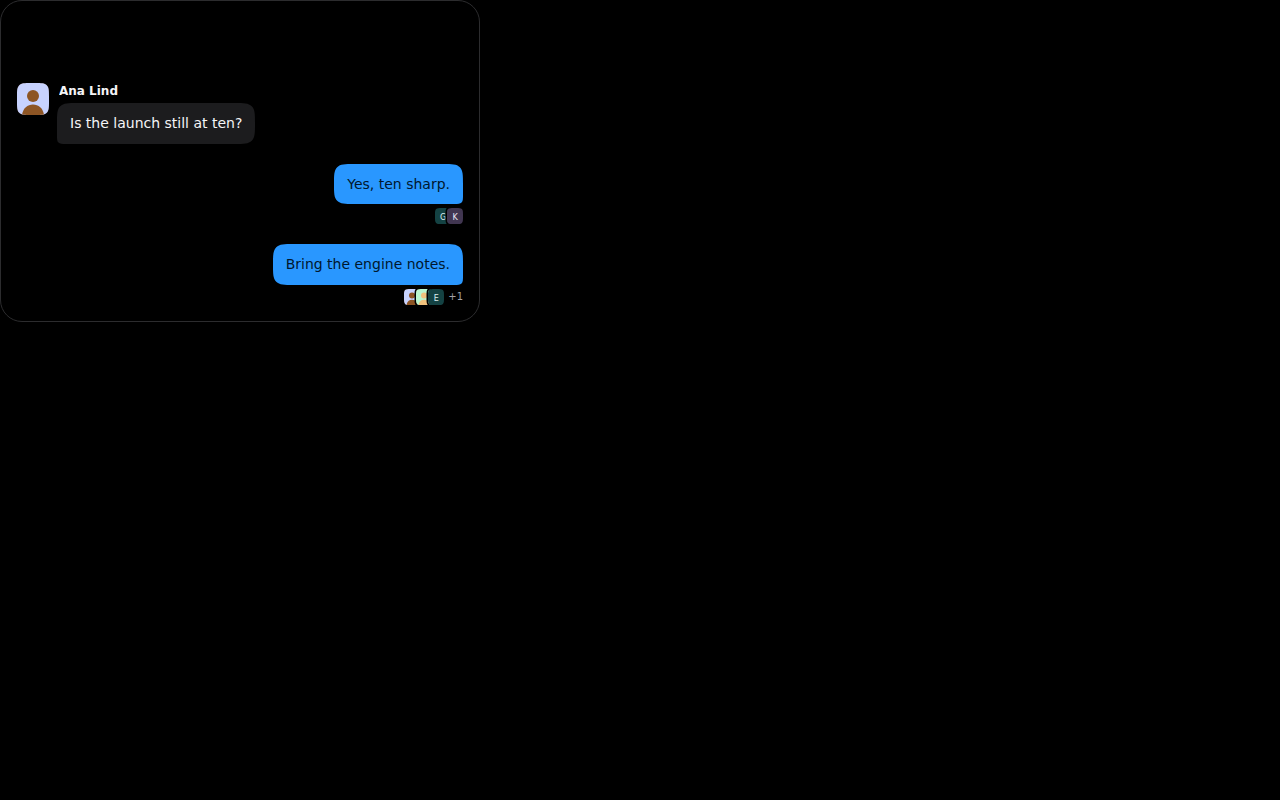 Ana Lind
Is the launch still at ten?
Yes, ten sharp.
G K
Bring the engine notes.
E +1